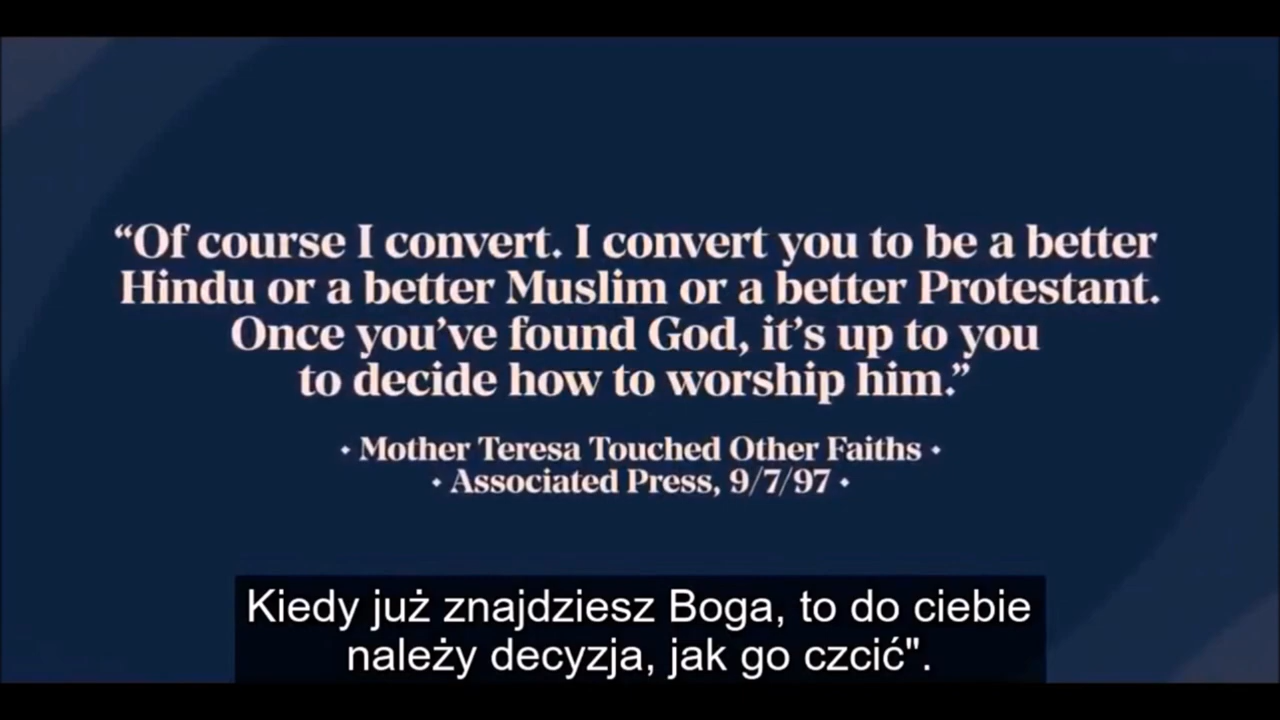 “Of course I convert. I convert you to be a better
Hindu or a better Muslim or a better Protestant.
Once you’ve found God, it’s up to you
to decide how to worship him.”
• Mother Teresa Touched Other Faiths •
• Associated Press, 9/7/97 •
Kiedy już znajdziesz Boga, to do ciebie
należy decyzja, jak go czcić".